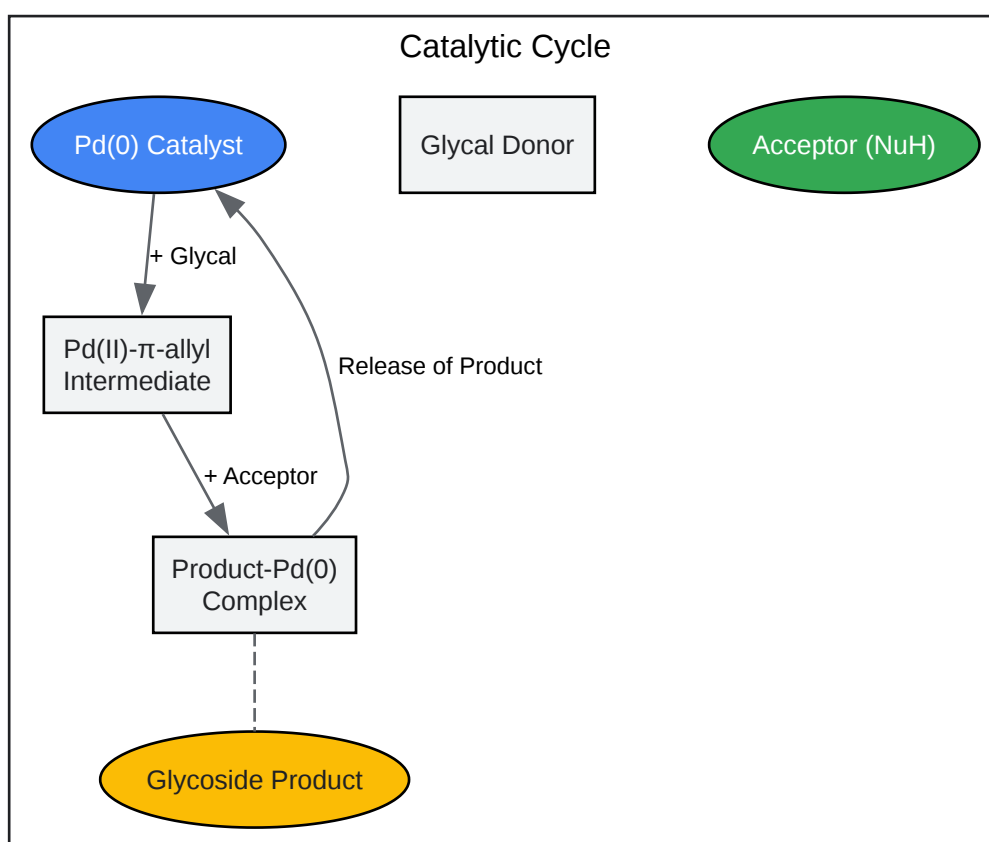 Catalytic Cycle
Pd(0) Catalyst
Glycal Donor
Acceptor (NuH)
+ Glycal
Pd(II)-π-allyl
Intermediate
Release of Product
+ Acceptor
Product-Pd(0)
Complex
Glycoside Product